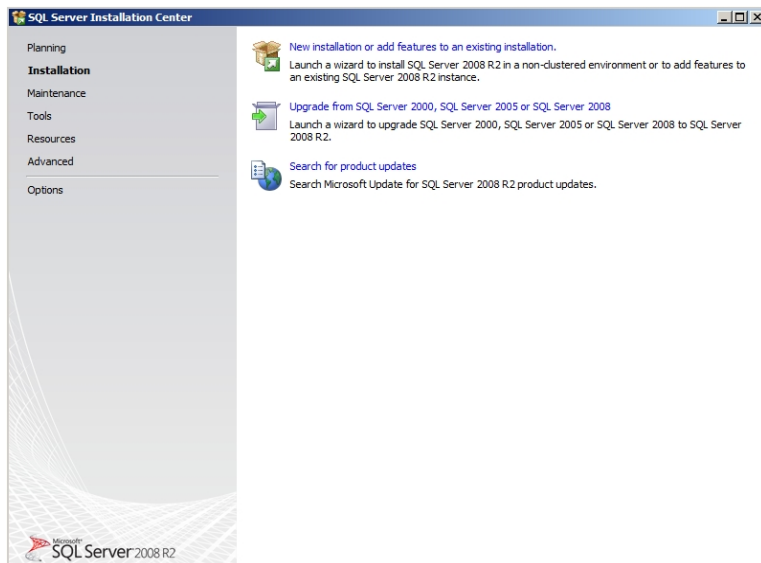 SQL Server Installation Center
Planning
Installation
Maintenance
Tools
Resources
Advanced
Options
New installation or add features to an existing installation.
Launch a wizard to install SQL Server 2008 R2 in a non-clustered environment or to add features to
an existing SQL Server 2008 R2 instance.
Upgrade from SQL Server 2000, SQL Server 2005 or SQL Server 2008
Launch a wizard to upgrade SQL Server 2000, SQL Server 2005 or SQL Server 2008 to SQL Server
2008 R2.
Search for product updates
Search Microsoft Update for SQL Server 2008 R2 product updates.
Microsoft
SQL Server 2008 R2